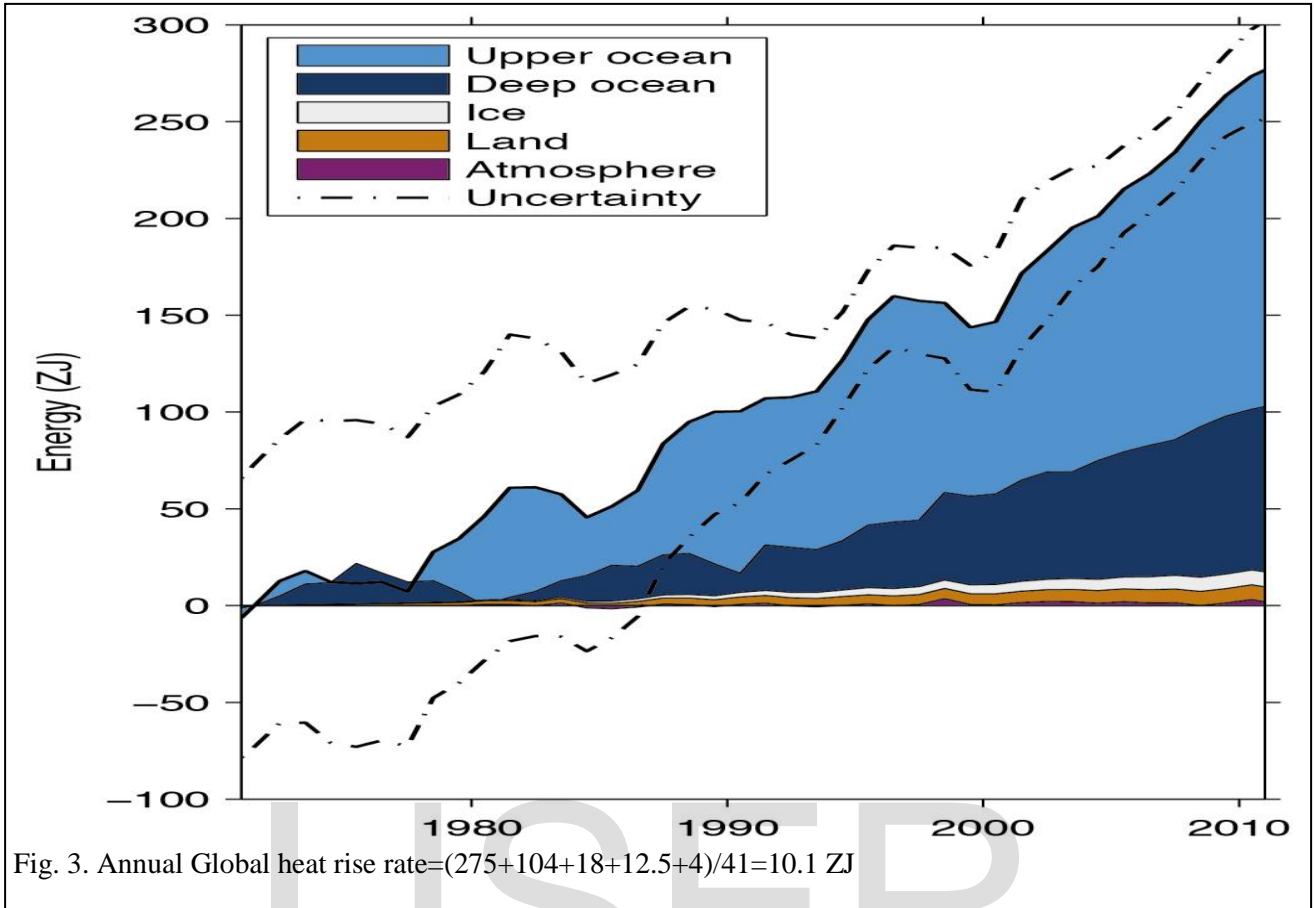 300
250
200
150
100
50
0
−50
−100
Energy (ZJ)
Upper ocean
Deep ocean
Ice
Land
Atmosphere
Uncertainty
1980
1990
2000
2010
Fig. 3. Annual Global heat rise rate=(275+104+18+12.5+4)/41=10.1 ZJ